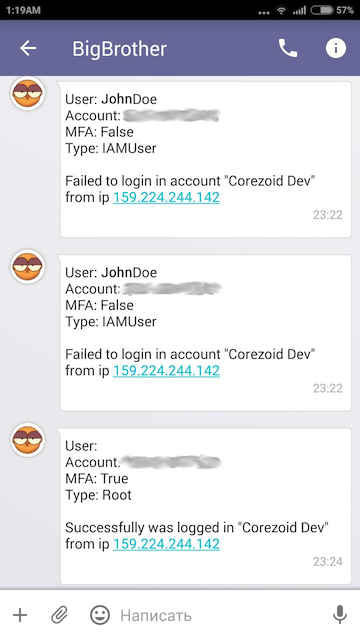 1:19AM
57%
BigBrother
User: JohnDoe
Account:
MFA: False
Type: IAMUser
Failed to login in account "Corezoid Dev"
from ip 159.224.244.142
23:22
User: JohnDoe
Account:
MFA: False
Type: IAMUser
Failed to login in account "Corezoid Dev"
from ip 159.224.244.142
23:22
User:
Account.
MFA: True
Type: Root
Successfully was logged in "Corezoid Dev"
from ip 159.224.244.142
23:24
Написать